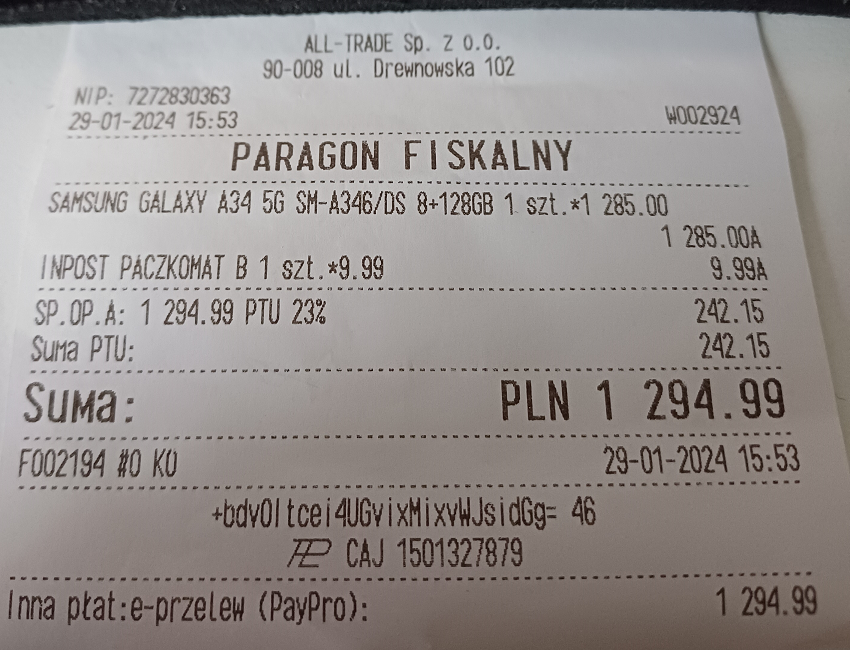 ALL-TRADE Sp. Z O.O.
90-008 ul. Drewnowska 102
NIP: 7272830363
29-01-2024 15:53 W002924
PARAGON FISKALNY
SAMSUNG GALAXY A34 5G SM-A346/DS 8+128GB 1 szt.*1 285.00
1 285.00A
INPOST PACZKOMAT B 1 szt.*9.99 9.99A
SP.OP.A: 1 294.99 PTU 23% 242.15
Suma PTU: 242.15
Suma: PLN 1 294.99
F002194 #0 KO 29-01-2024 15:53
+bdvOltcei4UGvixMixvWJsidGg= 46
CAJ 1501327879
Inna płat:e-przelew (PayPro): 1 294.99